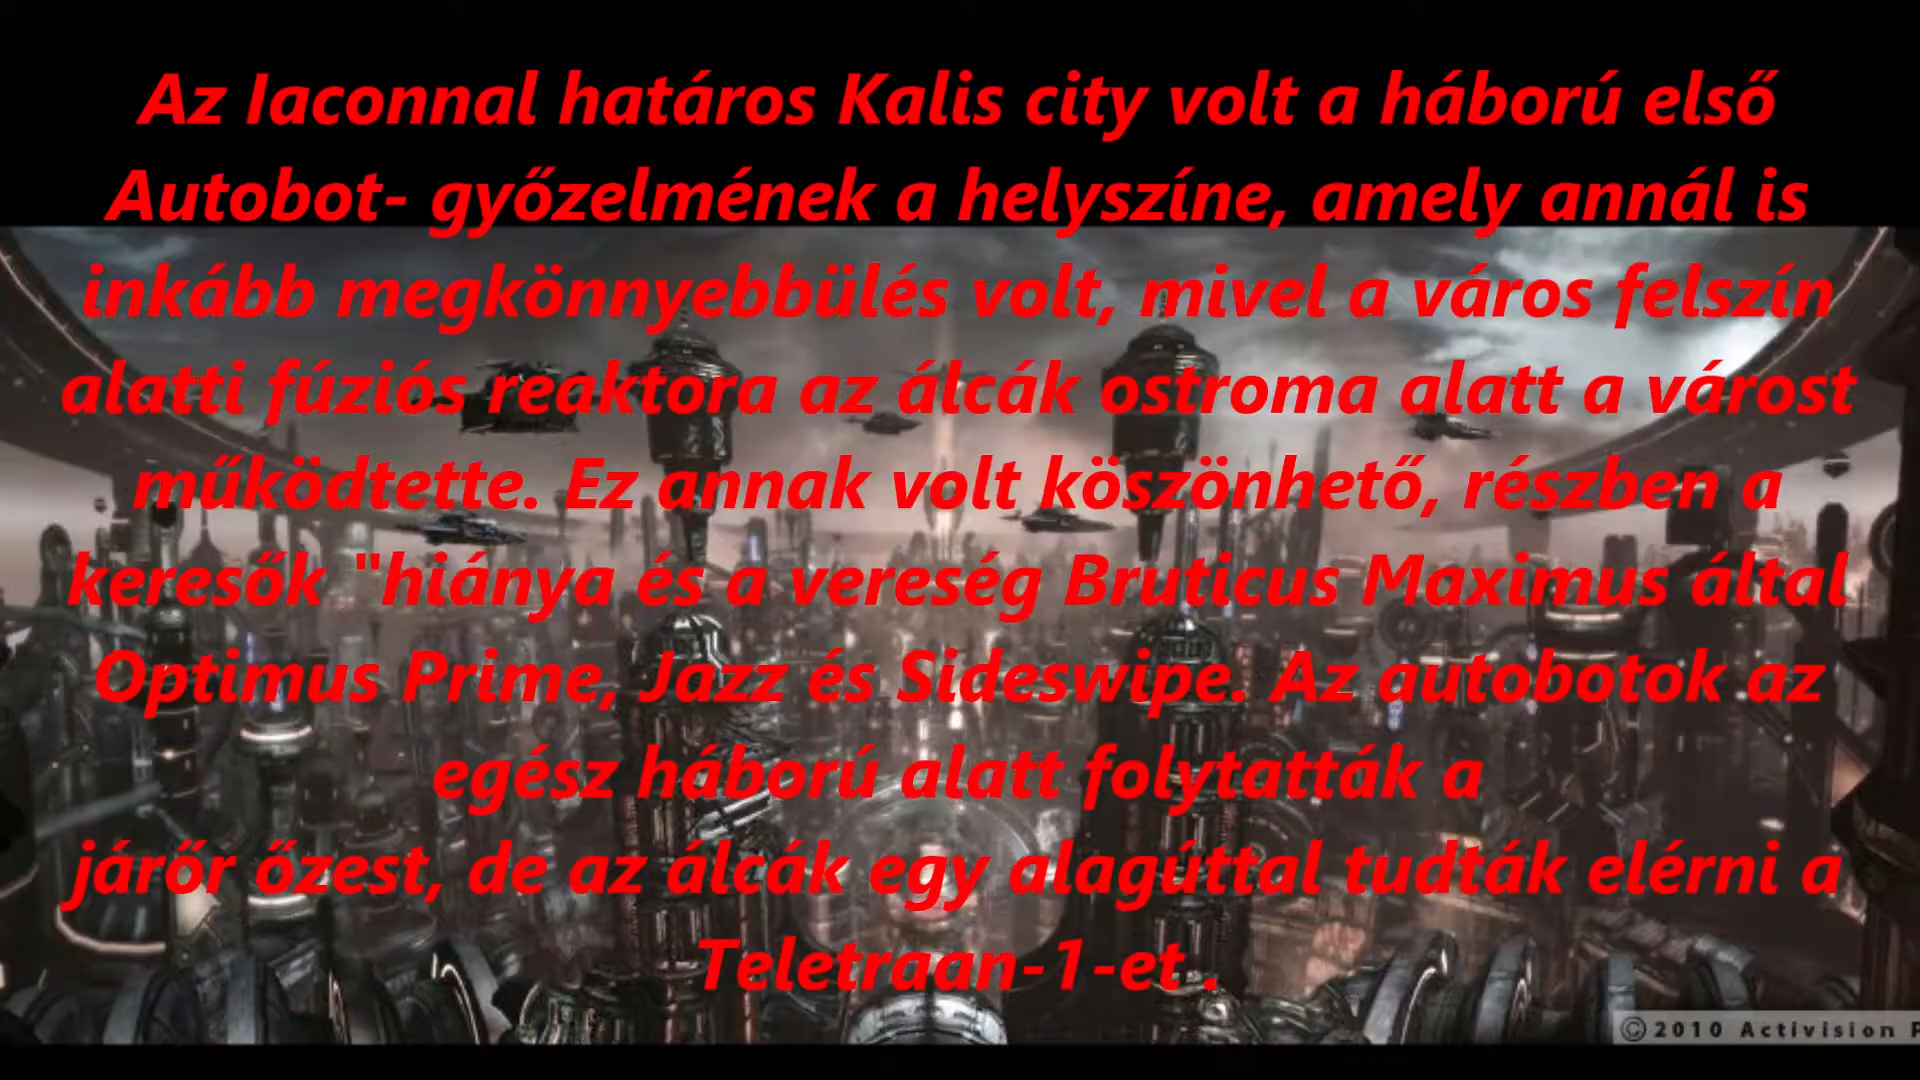 Az Iaconnal határos Kalis city volt a háború első
Autobot- győzelmének a helyszíne, amely annál is
inkább megkönnyebbülés volt, mivel a város felszín
alatti fúziós reaktora az álcák ostroma alatt a várost
működtette. Ez annak volt köszönhető, részben a
keresők "hiánya és a vereség Bruticus Maximus által
Optimus Prime, Jazz és Sideswipe. Az autobotok az
egész háború alatt folytatták a
járőr őzest, de az álcák egy alagúttal tudták elérni a
Teletraan-1-et .
©2010 Activision P